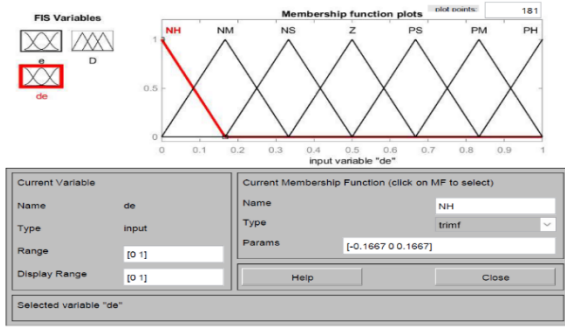 FIS Variables
Membership function plots
plot points:
181
e
D
de
NH
NM
NS
Z
PS
PM
PH
1
0.5
0
0
0.1
0.2
0.3
0.4
0.5
0.6
0.7
0.8
0.9
1
input variable "de"
Current Variable
Name
de
Type
input
Range
[0 1]
Display Range
[0 1]
Current Membership Function (click on MF to select)
Name
NH
Type
trimf
Params
[-0.1667 0 0.1667]
Help
Close
Selected variable "de"